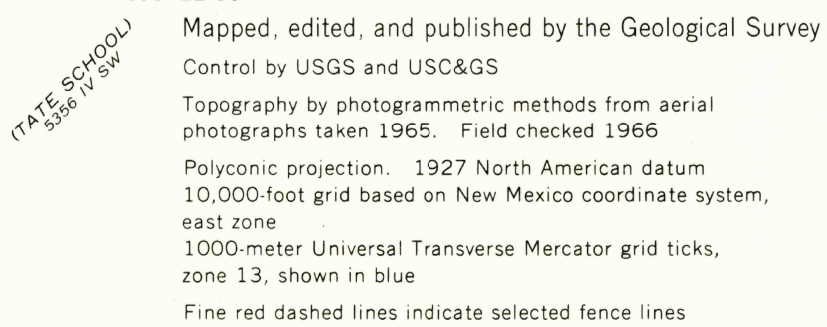 Mapped, edited, and published by the Geological Survey
(TATE SCHOOL)
5356 IV SW
Control by USGS and USC&GS
Topography by photogrammetric methods from aerial
photographs taken 1965. Field checked 1966
Polyconic projection. 1927 North American datum
10,000-foot grid based on New Mexico coordinate system,
east zone
1000-meter Universal Transverse Mercator grid ticks,
zone 13, shown in blue
Fine red dashed lines indicate selected fence lines